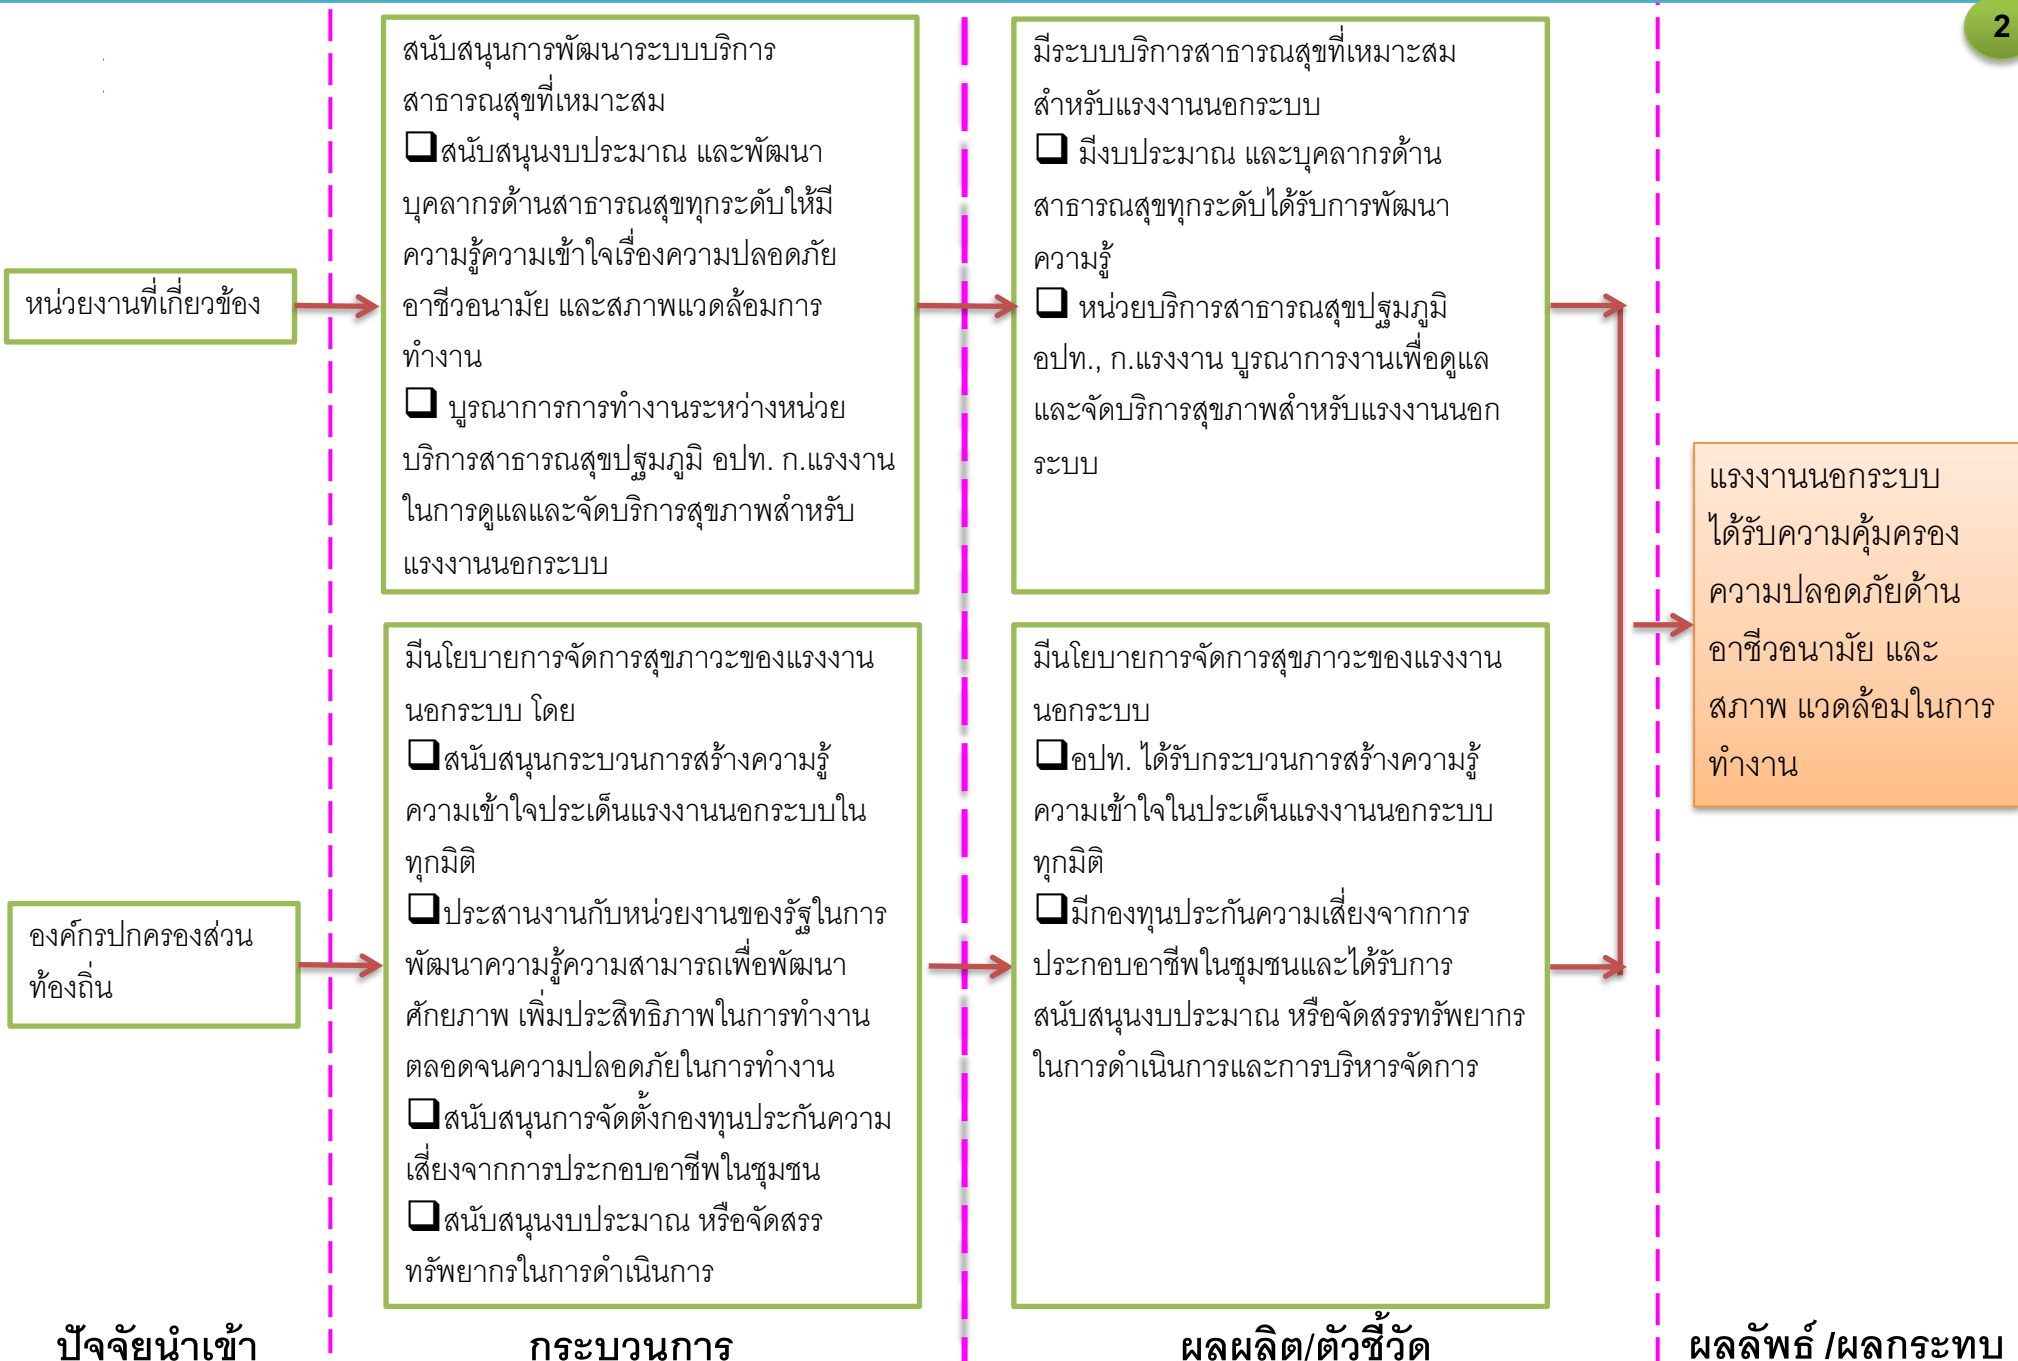 2
หน่วยงานที่เกี่ยวข้อง
สนับสนุนการพัฒนาระบบบริการ
สาธารณสุขที่เหมาะสม
❑สนับสนุนงบประมาณ และพัฒนา
บุคลากรด้านสาธารณสุขทุกระดับให้มี
ความรู้ความเข้าใจเรื่องความปลอดภัย
อาชีวอนามัย และสภาพแวดล้อมการ
ทำงาน
❑ บูรณาการการทำงานระหว่างหน่วย
บริการสาธารณสุขปฐมภูมิ อปท. ก.แรงงาน
ในการดูแลและจัดบริการสุขภาพสำหรับ
แรงงานนอกระบบ
มีระบบบริการสาธารณสุขที่เหมาะสม
สำหรับแรงงานนอกระบบ
❑ มีงบประมาณ และบุคลากรด้าน
สาธารณสุขทุกระดับได้รับการพัฒนา
ความรู้
❑ หน่วยบริการสาธารณสุขปฐมภูมิ
อปท., ก.แรงงาน บูรณาการงานเพื่อดูแล
และจัดบริการสุขภาพสำหรับแรงงานนอก
ระบบ
องค์กรปกครองส่วน
ท้องถิ่น
มีนโยบายการจัดการสุขภาวะของแรงงาน
นอกระบบ โดย
❑สนับสนุนกระบวนการสร้างความรู้
ความเข้าใจประเด็นแรงงานนอกระบบใน
ทุกมิติ
❑ประสานงานกับหน่วยงานของรัฐในการ
พัฒนาความรู้ความสามารถเพื่อพัฒนา
ศักยภาพ เพิ่มประสิทธิภาพในการทำงาน
ตลอดจนความปลอดภัยในการทำงาน
❑สนับสนุนการจัดตั้งกองทุนประกันความ
เสี่ยงจากการประกอบอาชีพในชุมชน
❑สนับสนุนงบประมาณ หรือจัดสรร
ทรัพยากรในการดำเนินการ
มีนโยบายการจัดการสุขภาวะของแรงงาน
นอกระบบ
❑อปท. ได้รับกระบวนการสร้างความรู้
ความเข้าใจในประเด็นแรงงานนอกระบบ
ทุกมิติ
❑มีกองทุนประกันความเสี่ยงจากการ
ประกอบอาชีพในชุมชนและได้รับการ
สนับสนุนงบประมาณ หรือจัดสรรทรัพยากร
ในการดำเนินการและการบริหารจัดการ
แรงงานนอกระบบ
ได้รับความคุ้มครอง
ความปลอดภัยด้าน
อาชีวอนามัย และ
สภาพ แวดล้อมในการ
ทำงาน
ปัจจัยนำเข้า
กระบวนการ
ผลผลิต/ตัวชี้วัด
ผลลัพธ์ /ผลกระทบ